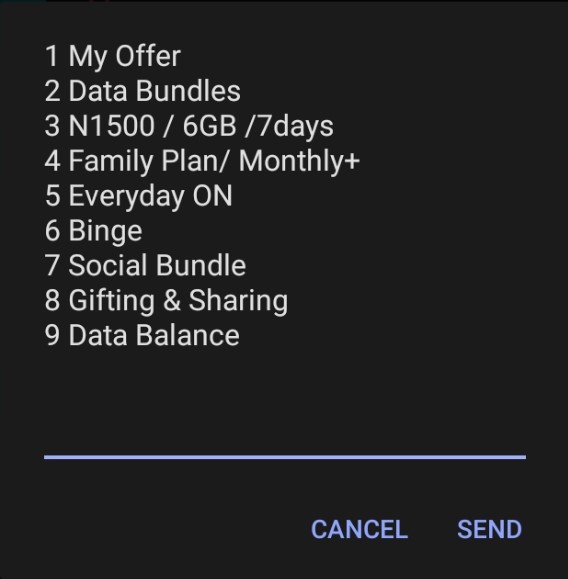 1 My Offer
2 Data Bundles
3 N1500 / 6GB /7days
4 Family Plan/ Monthly+
5 Everyday ON
6 Binge
7 Social Bundle
8 Gifting & Sharing
9 Data Balance
CANCEL SEND